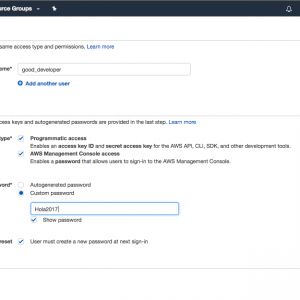 rce Groups
same access type and permissions. Learn more
ame* good_developer
Add another user
cess keys and autogenerated passwords are provided in the last step. Learn more
type* Programmatic access
Enables an access key ID and secret access key for the AWS API, CLI, SDK, and other development tools.
AWS Management Console access
Enables a password that allows users to sign-in to the AWS Management Console.
word* Autogenerated password
Custom password
Hola2017
Show password
reset User must create a new password at next sign-in